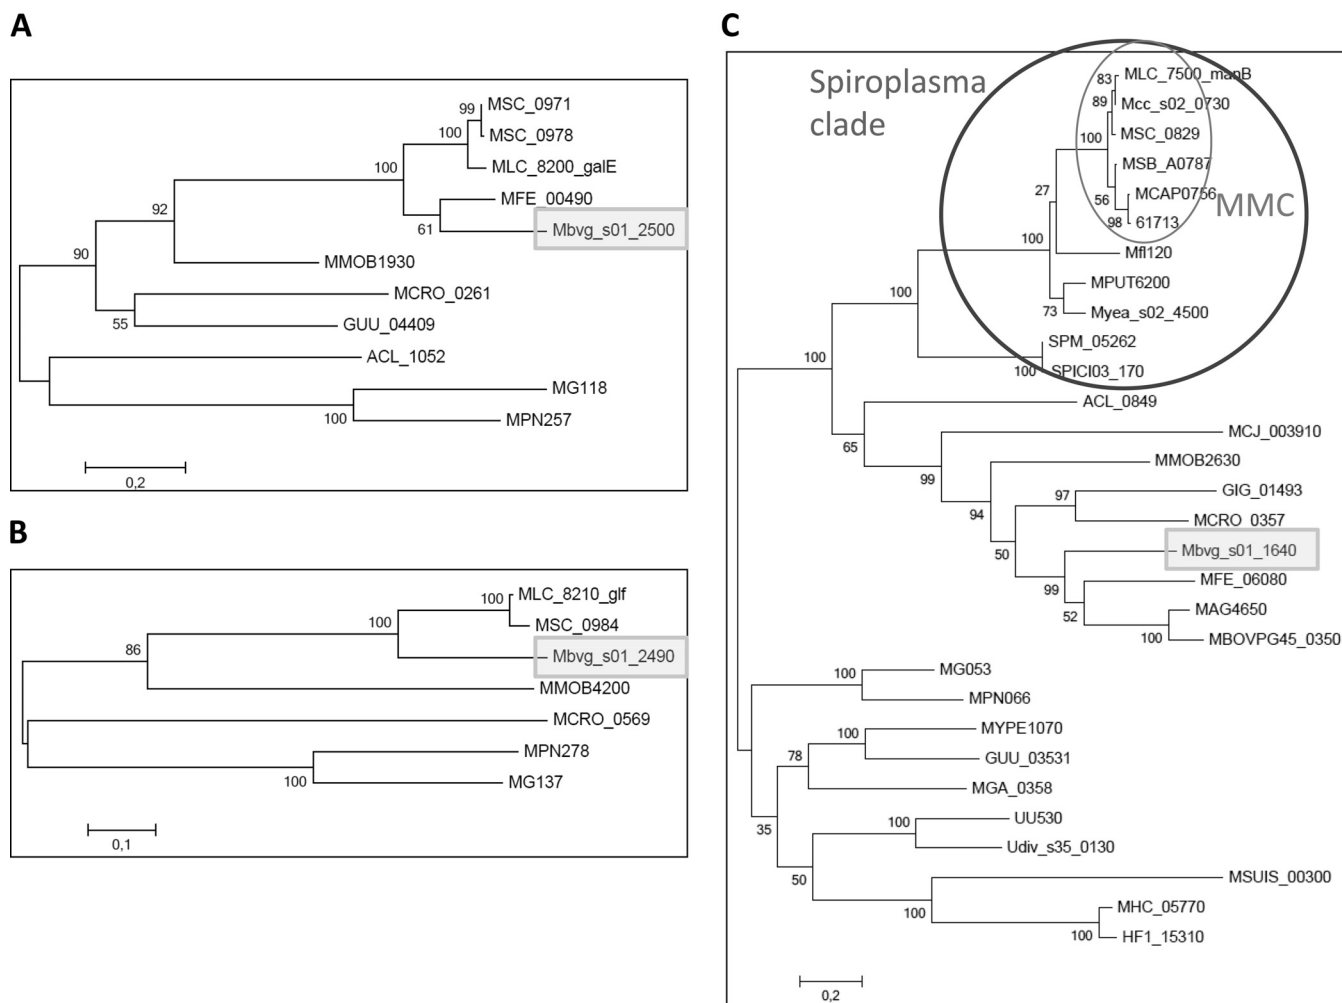 A
99
MSC_0971
MSC_0978
100
MLC_8200_galE
100
MFE_00490
92
61
Mbvg_s01_2500
90
MMOB1930
MCRO_0261
55
GUU_04409
ACL_1052
MG118
100
MPN257
0,2
B
100
MLC_8210_glf
100
MSC_0984
86
Mbvg_s01_2490
MMOB4200
MCRO_0569
MPN278
100
MG137
0,1
C
Spiroplasma
clade
83
MLC_7500_manB
89
Mcc_s02_0730
100
MSC_0829
MSB_A0787
27
56
MCAP0756
MMC
98
61713
100
Mfl120
MPUT6200
73
Myea_s02_4500
100
SPM_05262
100
SPICI03_170
100
ACL_0849
65
MCJ_003910
99
MMOB2630
97
GIG_01493
94
MCRO_0357
50
Mbvg_s01_1640
99
MFE_06080
52
MAG4650
100
MBOVPG45_0350
100
MG053
MPN066
100
MYPE1070
78
GUU_03531
MGA_0358
35
100
UU530
Udiv_s35_0130
50
MSUIS_00300
100
MHC_05770
100
HF1_15310
0,2